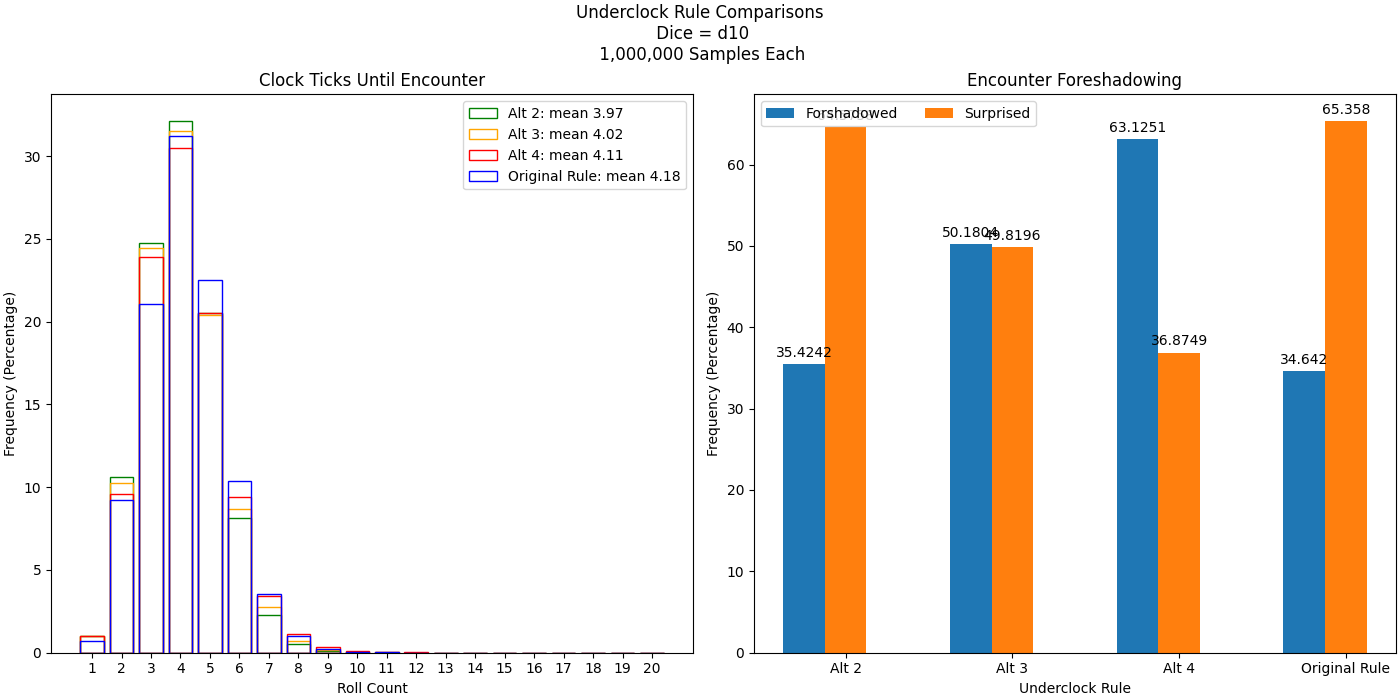 Underclock Rule Comparisons
Dice = d10
1,000,000 Samples Each
Clock Ticks Until Encounter
Alt 2: mean 3.97
Alt 3: mean 4.02
Alt 4: mean 4.11
Original Rule: mean 4.18
Frequency (Percentage)
30
25
20
15
10
5
0
1 2 3 4 5 6 7 8 9 10 11 12 13 14 15 16 17 18 19 20
Roll Count
Encounter Foreshadowing
Forshadowed Surprised
35.4242
50.1804
49.8196
63.1251
36.8749
34.642
65.358
Frequency (Percentage)
60
50
40
30
20
10
0
Alt 2 Alt 3 Alt 4 Original Rule
Underclock Rule